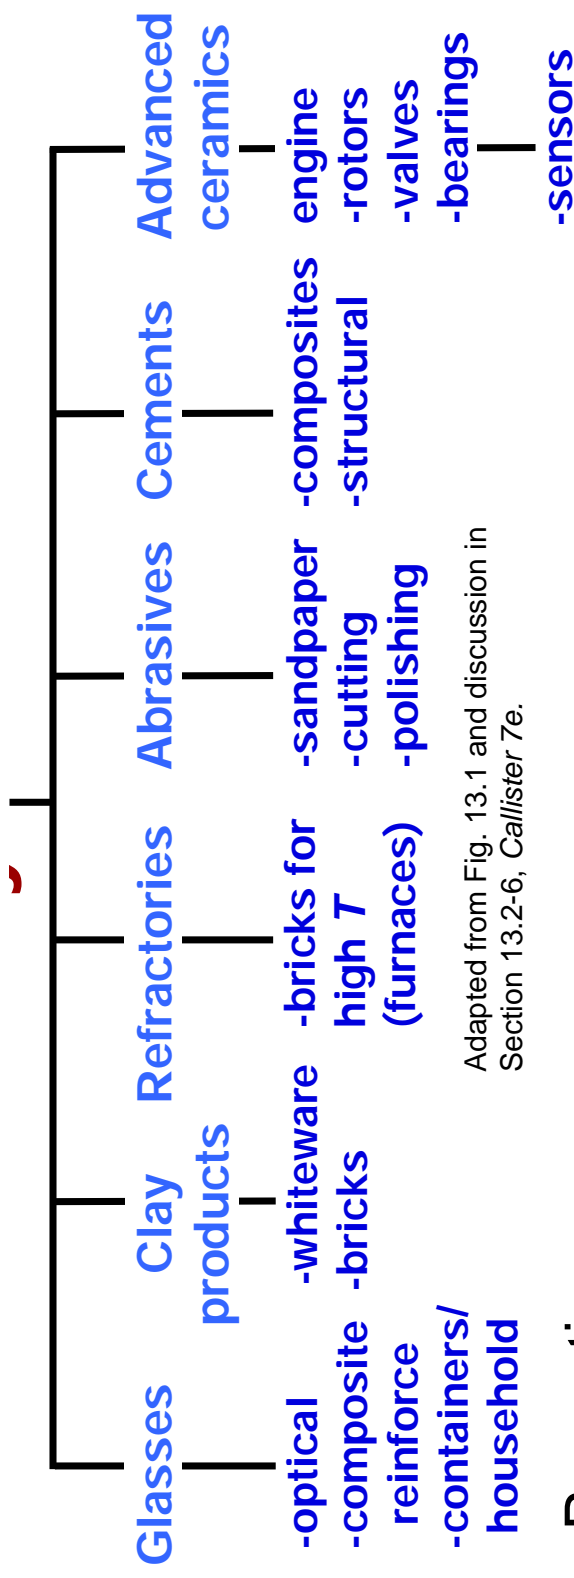 Glasses
Clay
products
Refractories
Abrasives
Cements
Advanced
ceramics
-optical
-composite
reinforce
-containers/
household
-whiteware
-bricks
-bricks for
high T
(furnaces)
-sandpaper
-cutting
-polishing
-composites
-structural
engine
-rotors
-valves
-bearings
-sensors
Adapted from Fig. 13.1 and discussion in
Section 13.2-6, Callister 7e.